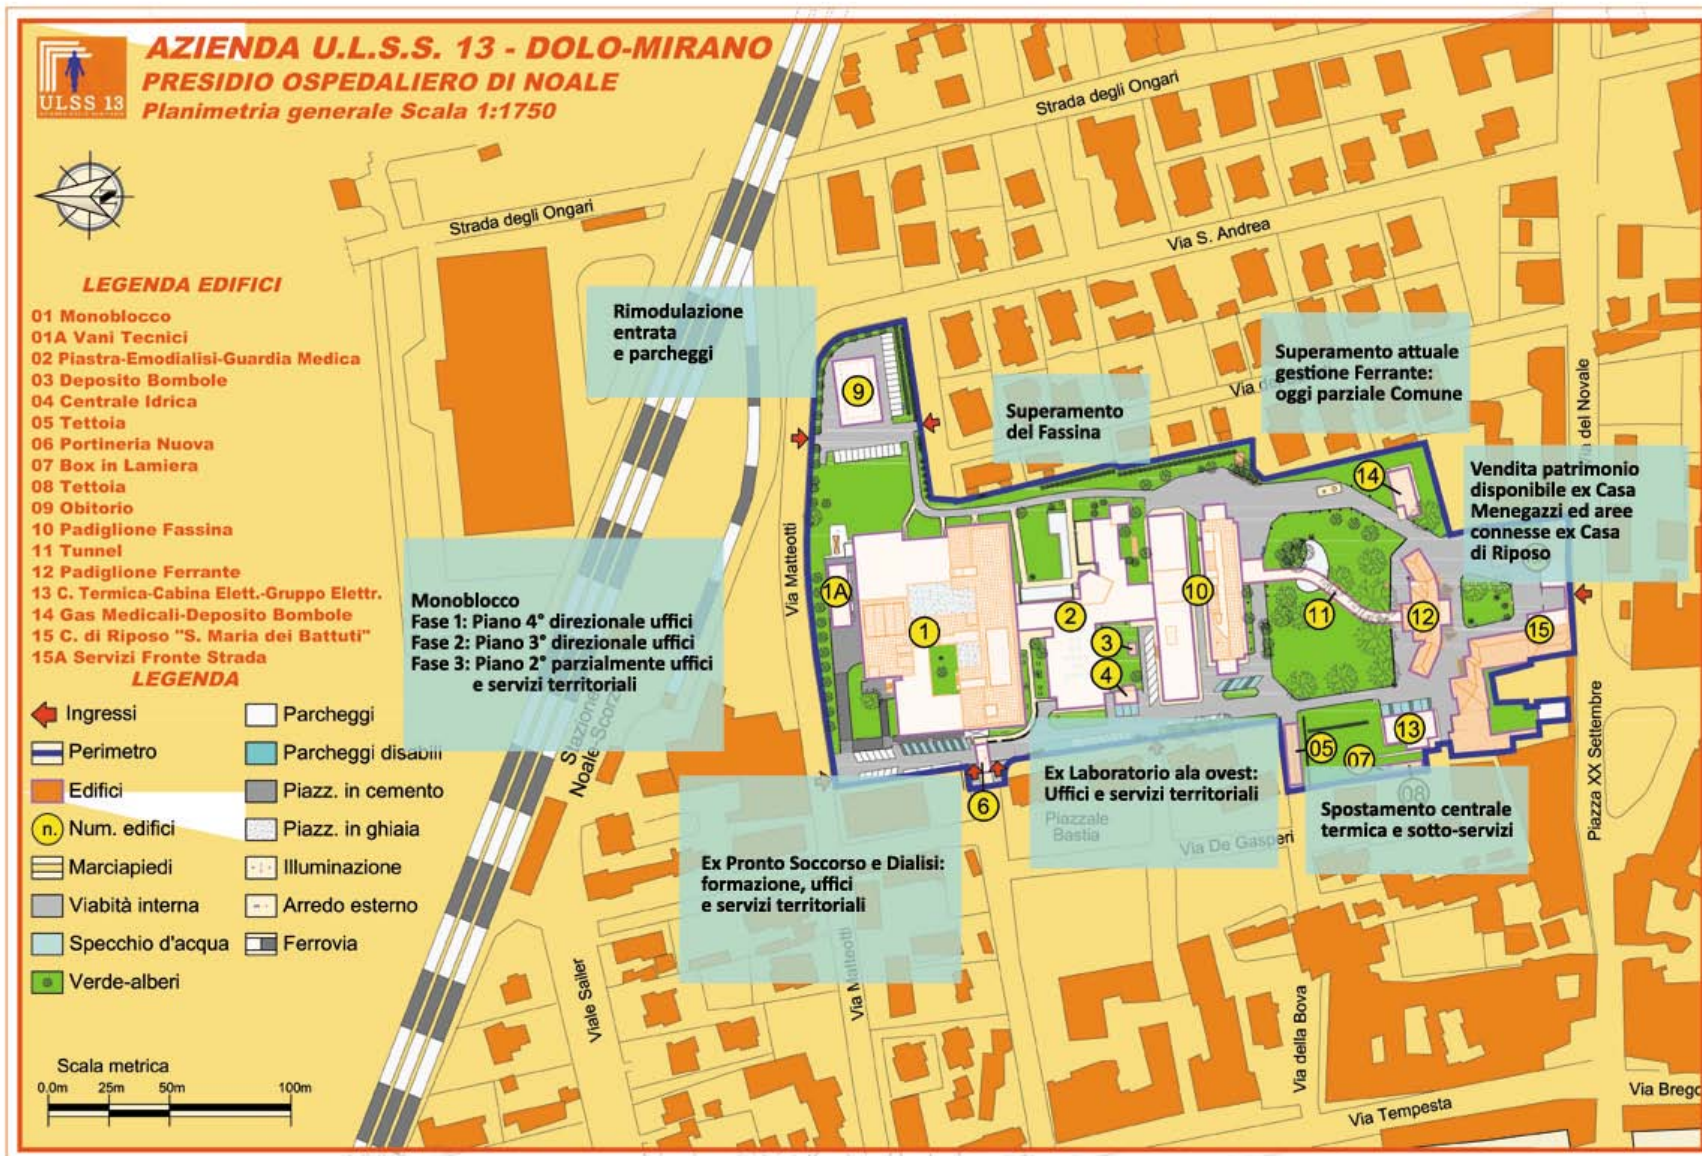 AZIENDA U.L.S.S. 13 - DOLO-MIRANO
PRESIDIO OSPEDALIERO DI NOALE
Planimetria generale Scala 1:1750
ULSS 13
N
LEGENDA EDIFICI
01 Monoblocco
01A Vani Tecnici
02 Piastra-Emodialisi-Guardia Medica
03 Deposito Bombole
04 Centrale Idrica
05 Tettoia
06 Portineria Nuova
07 Box in Lamiera
08 Tettoia
09 Obitorio
10 Padiglione Fassina
11 Tunnel
12 Padiglione Ferrante
13 C. Termica-Cabina Elett.-Gruppo Elettr.
14 Gas Medicali-Deposito Bombole
15 C. di Riposo "S. Maria dei Battuti"
15A Servizi Fronte Strada
LEGENDA
Ingressi
Perimetro
Edifici
n. Num. edifici
Marciapiedi
Viabità interna
Specchio d'acqua
Verde-alberi
Parcheggi
Parcheggi disabili
Piazz. in cemento
Piazz. in ghiaia
Illuminazione
Arredo esterno
Ferrovia
Scala metrica
0.0m 25m 50m 100m
Strada degli Ongari
Strada degli Ongari
Via S. Andrea
Via de
Via del Novale
Rimodulazione
entrata
e parcheggi
Superamento
del Fassina
Superamento attuale
gestione Ferrante:
oggi parziale Comune
Vendita patrimonio
disponibile ex Casa
Menegazzi ed aree
connesse ex Casa
di Riposo
Monoblocco
Fase 1: Piano 4° direzionale uffici
Fase 2: Piano 3° direzionale uffici
Fase 3: Piano 2° parzialmente uffici
e servizi territoriali
Stazione
Noale Scorz
Via Matteotti
9
14
1A
1
2
3
4
10
11
12
15
13
05
07
08
6
Ex Pronto Soccorso e Dialisi:
formazione, uffici
e servizi territoriali
Ex Laboratorio ala ovest:
Uffici e servizi territoriali
Piazzale
Bastia
Spostamento centrale
termica e sotto-servizi
Via De Gasperi
Piazza XX Settembre
Viale Sailer
Via Matteotti
Via della Bova
Via Tempesta
Via Brego